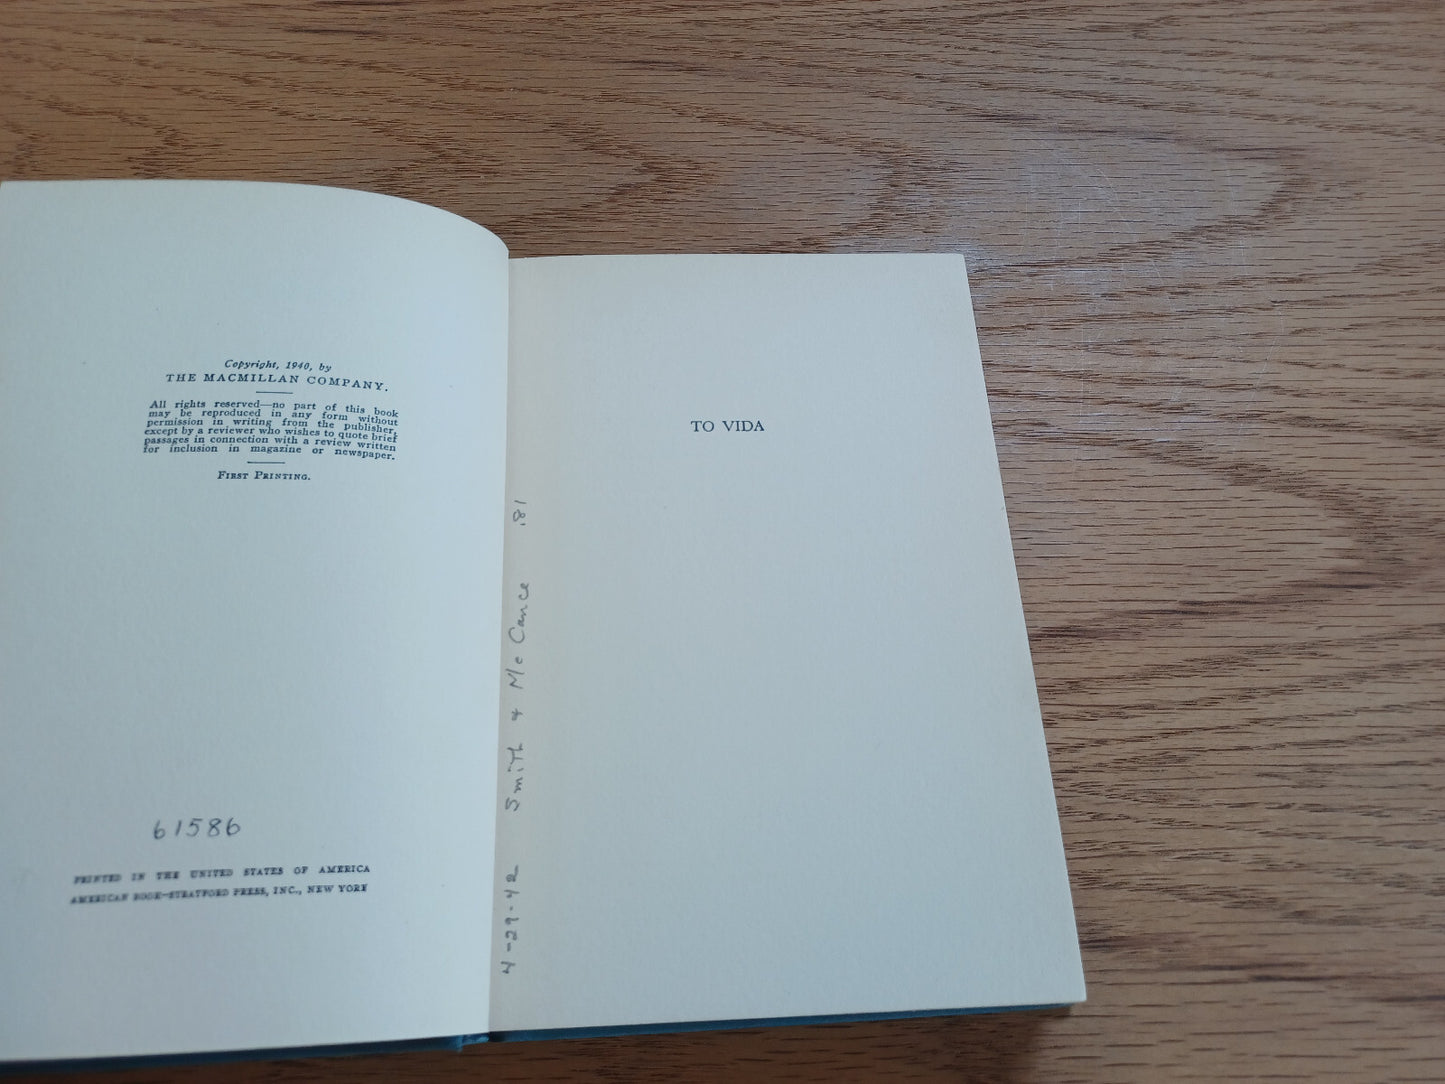 Copyright, 1940, by
THE MACMILLAN COMPANY.
All rights reserved—no part of this book
may be reproduced in any form without
permission in writing from the publisher,
except by a reviewer who wishes to quote brief
passages in connection with a review written
for inclusion in magazine or newspaper.
First Printing.
61586
PRINTED IN THE UNITED STATES OF AMERICA
AMERICAN BOOK—STRATFORD PRESS, INC., NEW YORK
4-29-42 Smith & McCance .81
TO VIDA